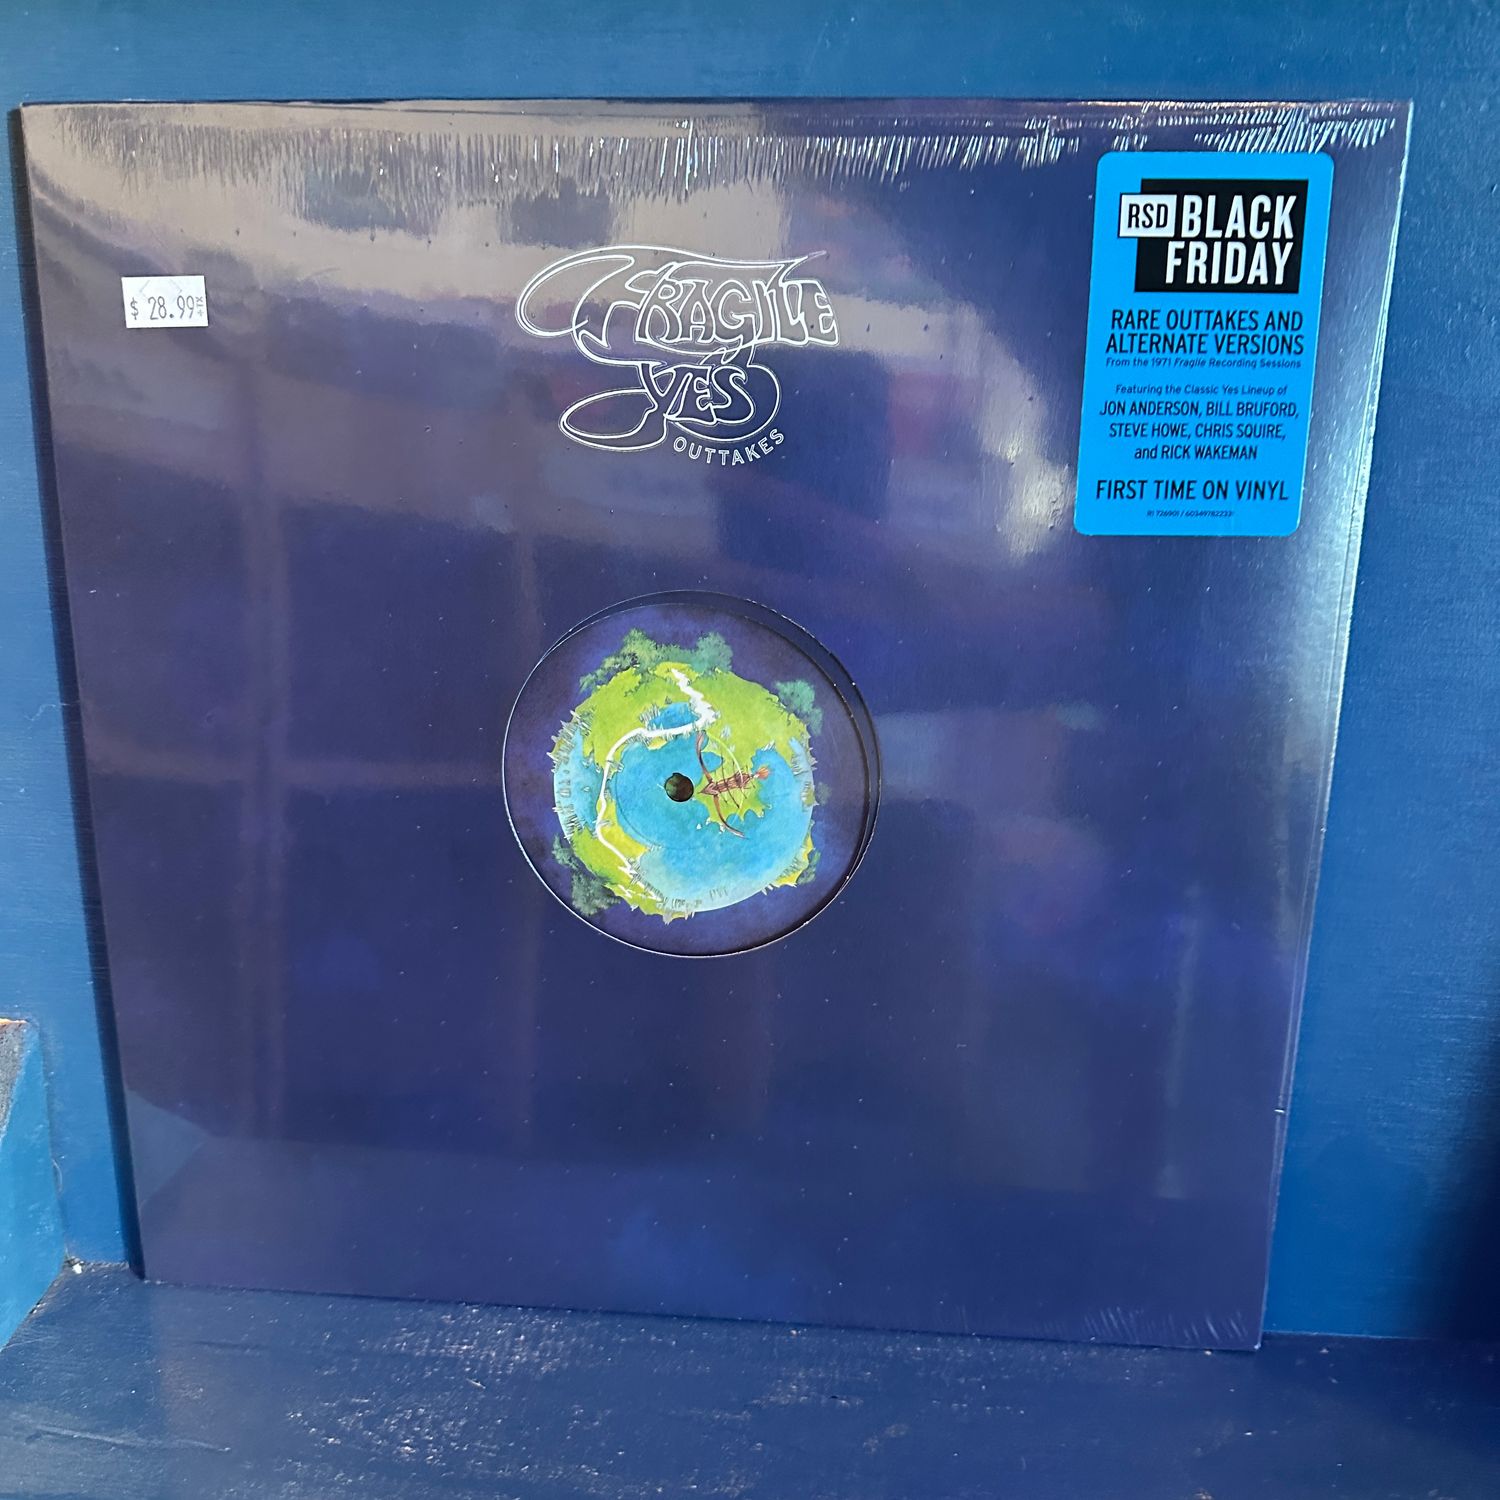 $ 28.99 +TX
FRAGILE
YES
OUTTAKES
RSD BLACK
FRIDAY
RARE OUTTAKES AND
ALTERNATE VERSIONS
From the 1971 Fragile Recording Sessions
Featuring the Classic Yes Lineup of
JON ANDERSON, BILL BRUFORD,
STEVE HOWE, CHRIS SQUIRE,
and RICK WAKEMAN
FIRST TIME ON VINYL